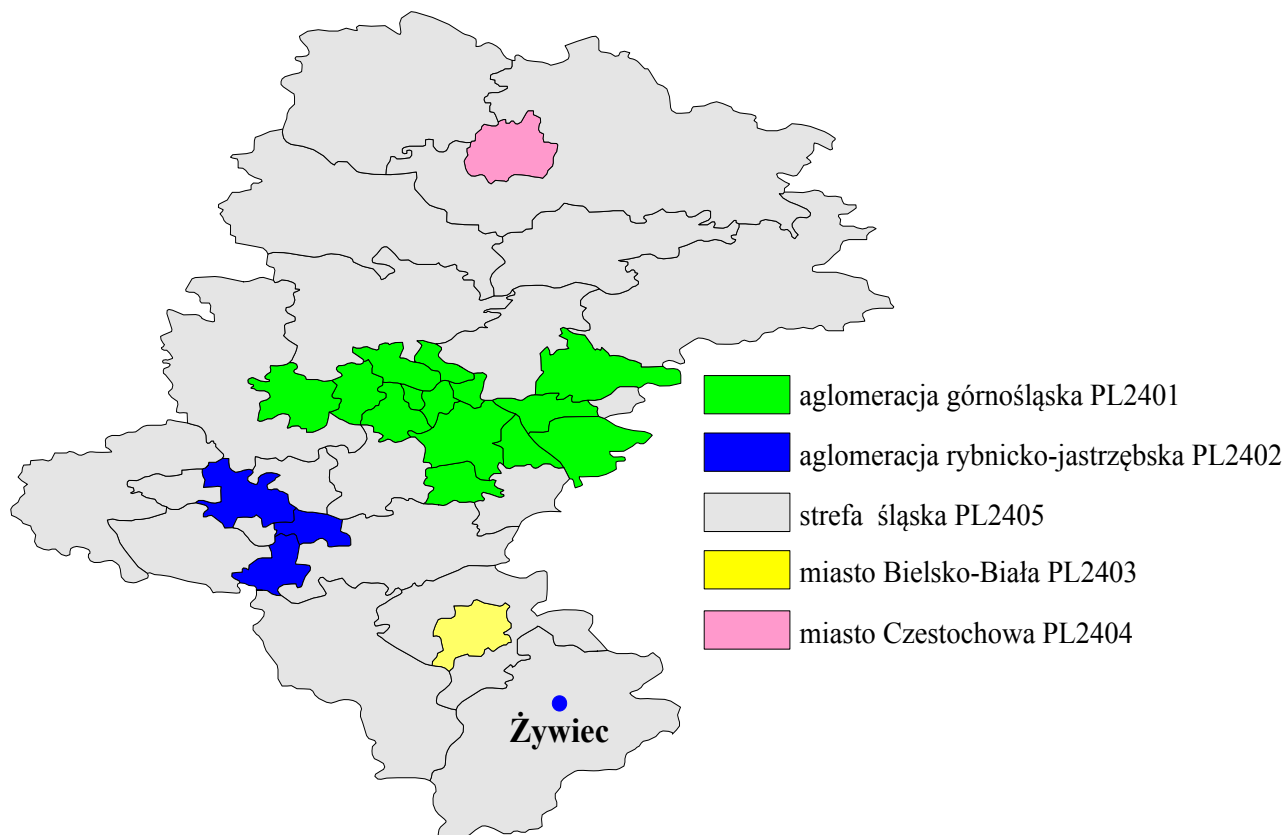 aglomeracja górnośląska PL2401
aglomeracja rybnicko-jastrzębska PL2402
strefa śląska PL2405
miasto Bielsko-Biała PL2403
miasto Czestochowa PL2404
Żywiec